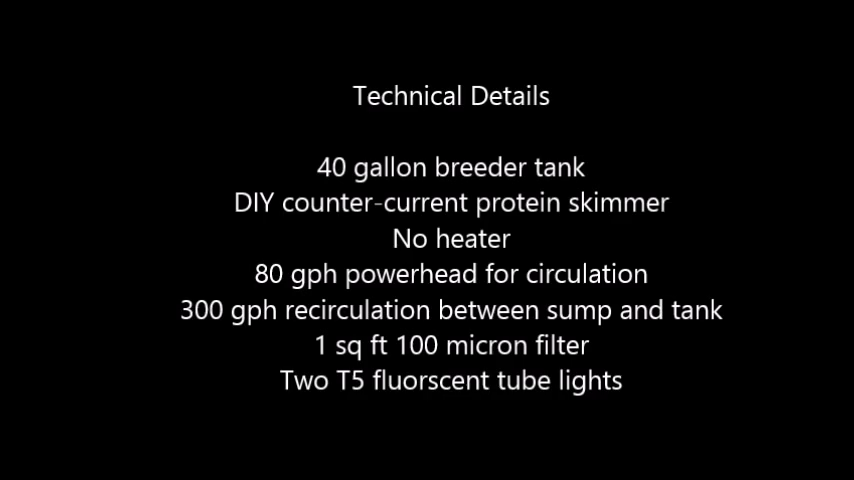 Technical Details
40 gallon breeder tank
DIY counter-current protein skimmer
No heater
80 gph powerhead for circulation
300 gph recirculation between sump and tank
1 sq ft 100 micron filter
Two T5 fluorscent tube lights